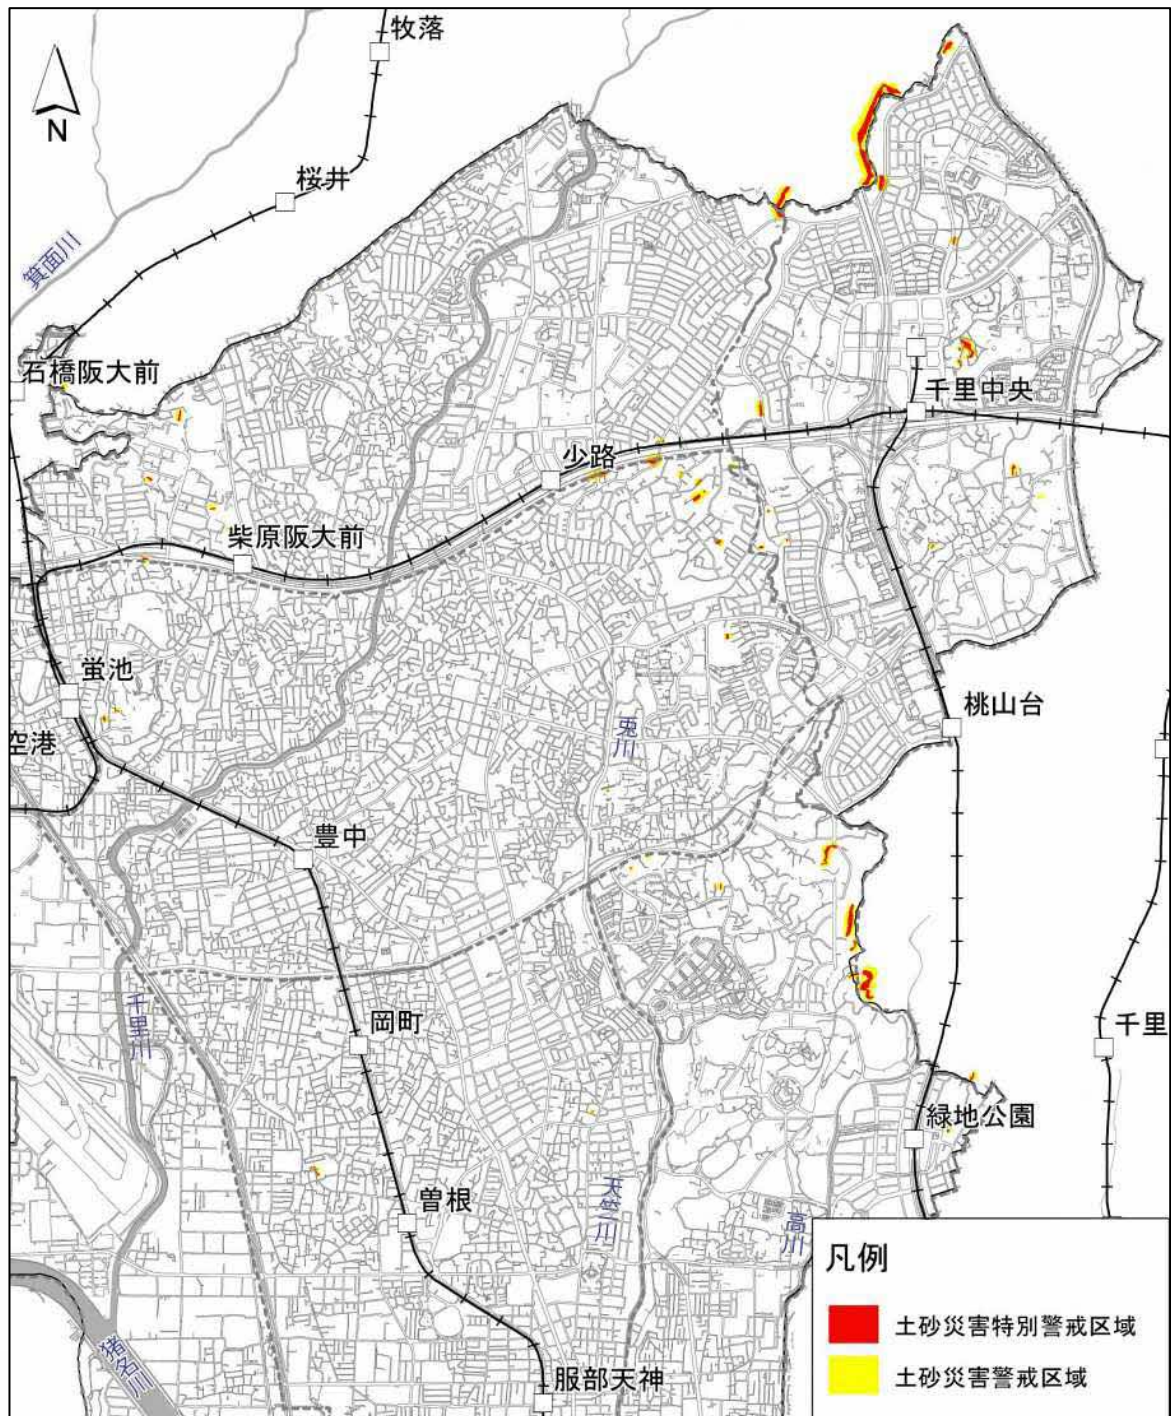 牧落
N
桜井
箕面川
石橋阪大前
千里中央
少路
柴原阪大前
蛍池
桃山台
空港
兎川
豊中
千里川
岡町
千里
緑地公園
曽根
天竺川
高川
凡例
土砂災害特別警戒区域
猪名川
土砂災害警戒区域
服部天神